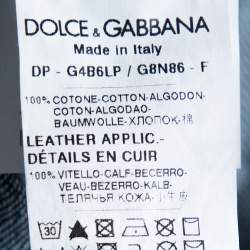 DOLCE & GABBANA
Made in Italy
DP - G4B6LP / G8N86 - F
100% COTONE-COTTON-ALGODON-
COTON-ALGODAO-
BAUMWOLLE-ХЛОПОК-棉
LEATHER APPLIC.-
DÉTAILS EN CUIR
100% VITELLO-CALF-BECERRO-
VEAU-BEZERRO-KALB-
ТЕЛЯЧЬЯ КОЖА-小牛皮
30